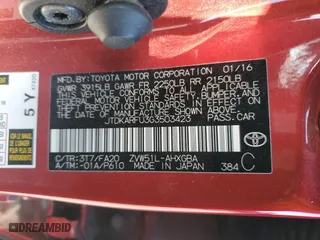 MFD BY: TOYOTA MOTOR CORPORATION 01/16
GVWR 3915LB GAWR FR 2250LB RR 2150LB
THIS VEHICLE CONFORMS TO ALL APPLICABLE
FEDERAL MOTOR VEHICLE SAFETY, BUMPER,
AND THEFT PREVENTION STANDARDS IN EFFECT ON
THE DATE OF MANUFACTURE SHOWN ABOVE.
JTDKARFU3G3503423 PASS.CAR
C/TR: 3T7/FA20 ZVW51L-AHXGBA
A/TM: -01A/P610 MADE IN JAPAN 384 C
5Y